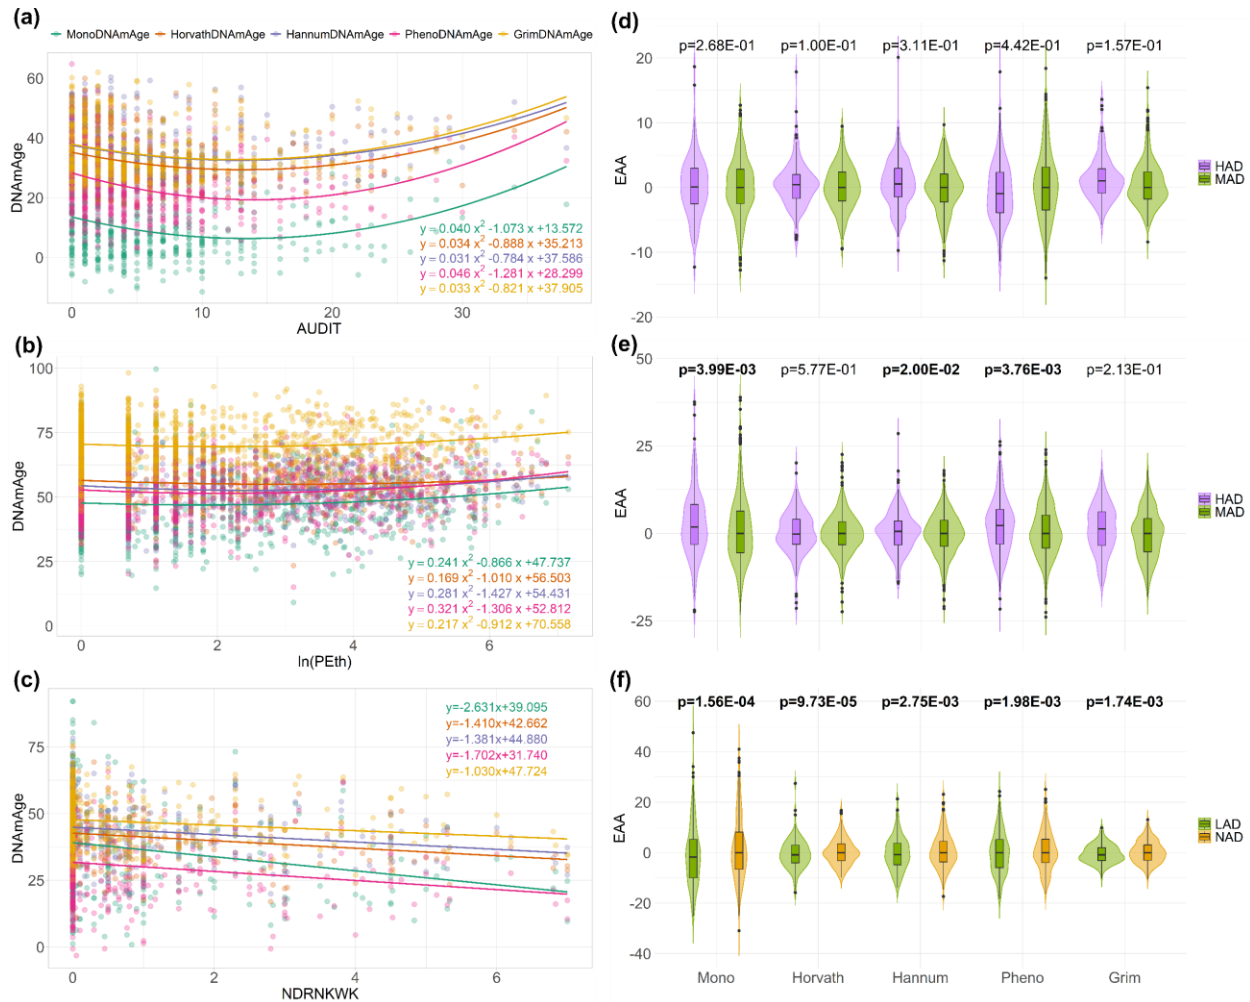 (a)
MonoDNAmAge HorvathDNAmAge HannumDNAmAge PhenoDNAmAge GrimDNAmAge
60
40
20
0
DNAmAge
y=0.040 x² -1.073 x +13.572
y=0.034 x² -0.888 x +35.213
y=0.031 x² -0.784 x +37.586
y=0.046 x² -1.281 x +28.299
y=0.033 x² -0.821 x +37.905
0 10 20 30
AUDIT
(d)
p=2.68E-01 p=1.00E-01 p=3.11E-01 p=4.42E-01 p=1.57E-01
20
10
0
-10
-20
EAA
HAD
MAD
(b)
100
75
50
25
0
DNAmAge
y=0.241 x² -0.866 x +47.737
y=0.169 x² -1.010 x +56.503
y=0.281 x² -1.427 x +54.431
y=0.321 x² -1.306 x +52.812
y=0.217 x² -0.912 x +70.558
0 2 4 6
ln(PEth)
(e)
50
p=3.99E-03 p=5.77E-01 p=2.00E-02 p=3.76E-03 p=2.13E-01
25
0
-25
EAA
HAD
MAD
(c)
y=-2.631x+39.095
y=-1.410x+42.662
y=-1.381x+44.880
y=-1.702x+31.740
y=-1.030x+47.724
75
50
25
0
DNAmAge
0 2 4 6
NDRNKWK
(f)
60
p=1.56E-04 p=9.73E-05 p=2.75E-03 p=1.98E-03 p=1.74E-03
40
20
0
-20
-40
EAA
LAD
NAD
Mono Horvath Hannum Pheno Grim